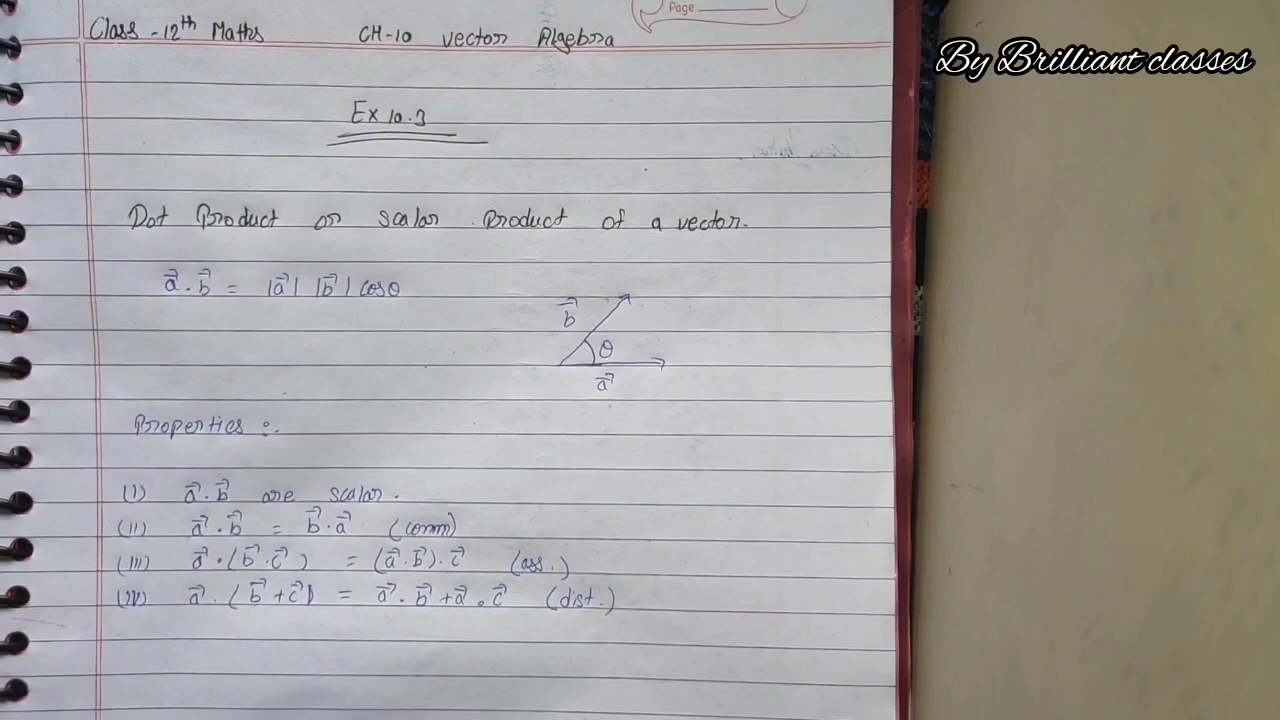 Page
Class - 12th Maths CH-10 vector Algebra
By Brilliant classes
Ex 10.3
Dot Product or scalar Product of a vector.
a⃗ . b⃗ = |a⃗| |b⃗| cosθ
b⃗
θ
a⃗
Properties :.
(I) a⃗ . b⃗ are scalar.
(II) a⃗ . b⃗ = b⃗ . a⃗ (comm)
(III) a⃗ . (b⃗ . c⃗) = (a⃗ . b⃗) . c⃗ (ass.)
(IV) a⃗ . (b⃗ + c⃗) = a⃗ . b⃗ + a⃗ . c⃗ (dist.)